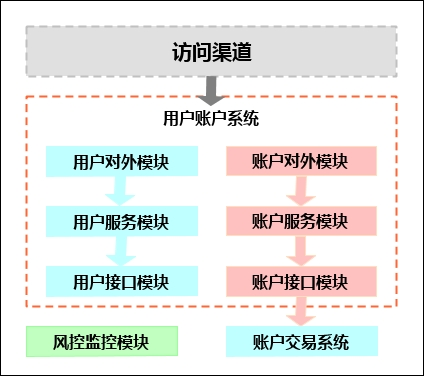 访问渠道
用户账户系统
用户对外模块
账户对外模块
用户服务模块
账户服务模块
用户接口模块
账户接口模块
风控监控模块
账户交易系统